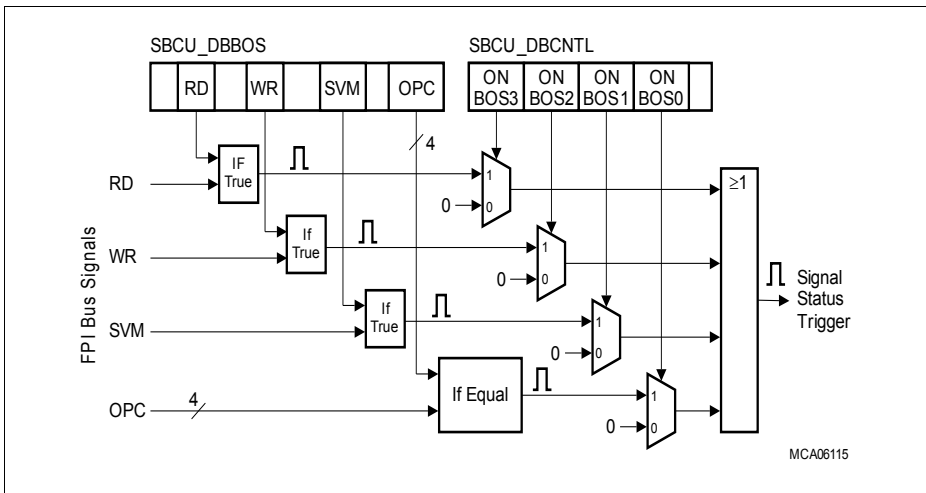 SBCU_DBBOS
SBCU_DBCNTL
RD WR SVM OPC
ON BOS3
ON BOS2
ON BOS1
ON BOS0
4
IF True
1
0
0
RD
≥1
If True
1
0
0
WR
Signal Status Trigger
If True
1
0
0
SVM
FPI Bus Signals
If Equal
1
0
0
OPC
4
MCA06115